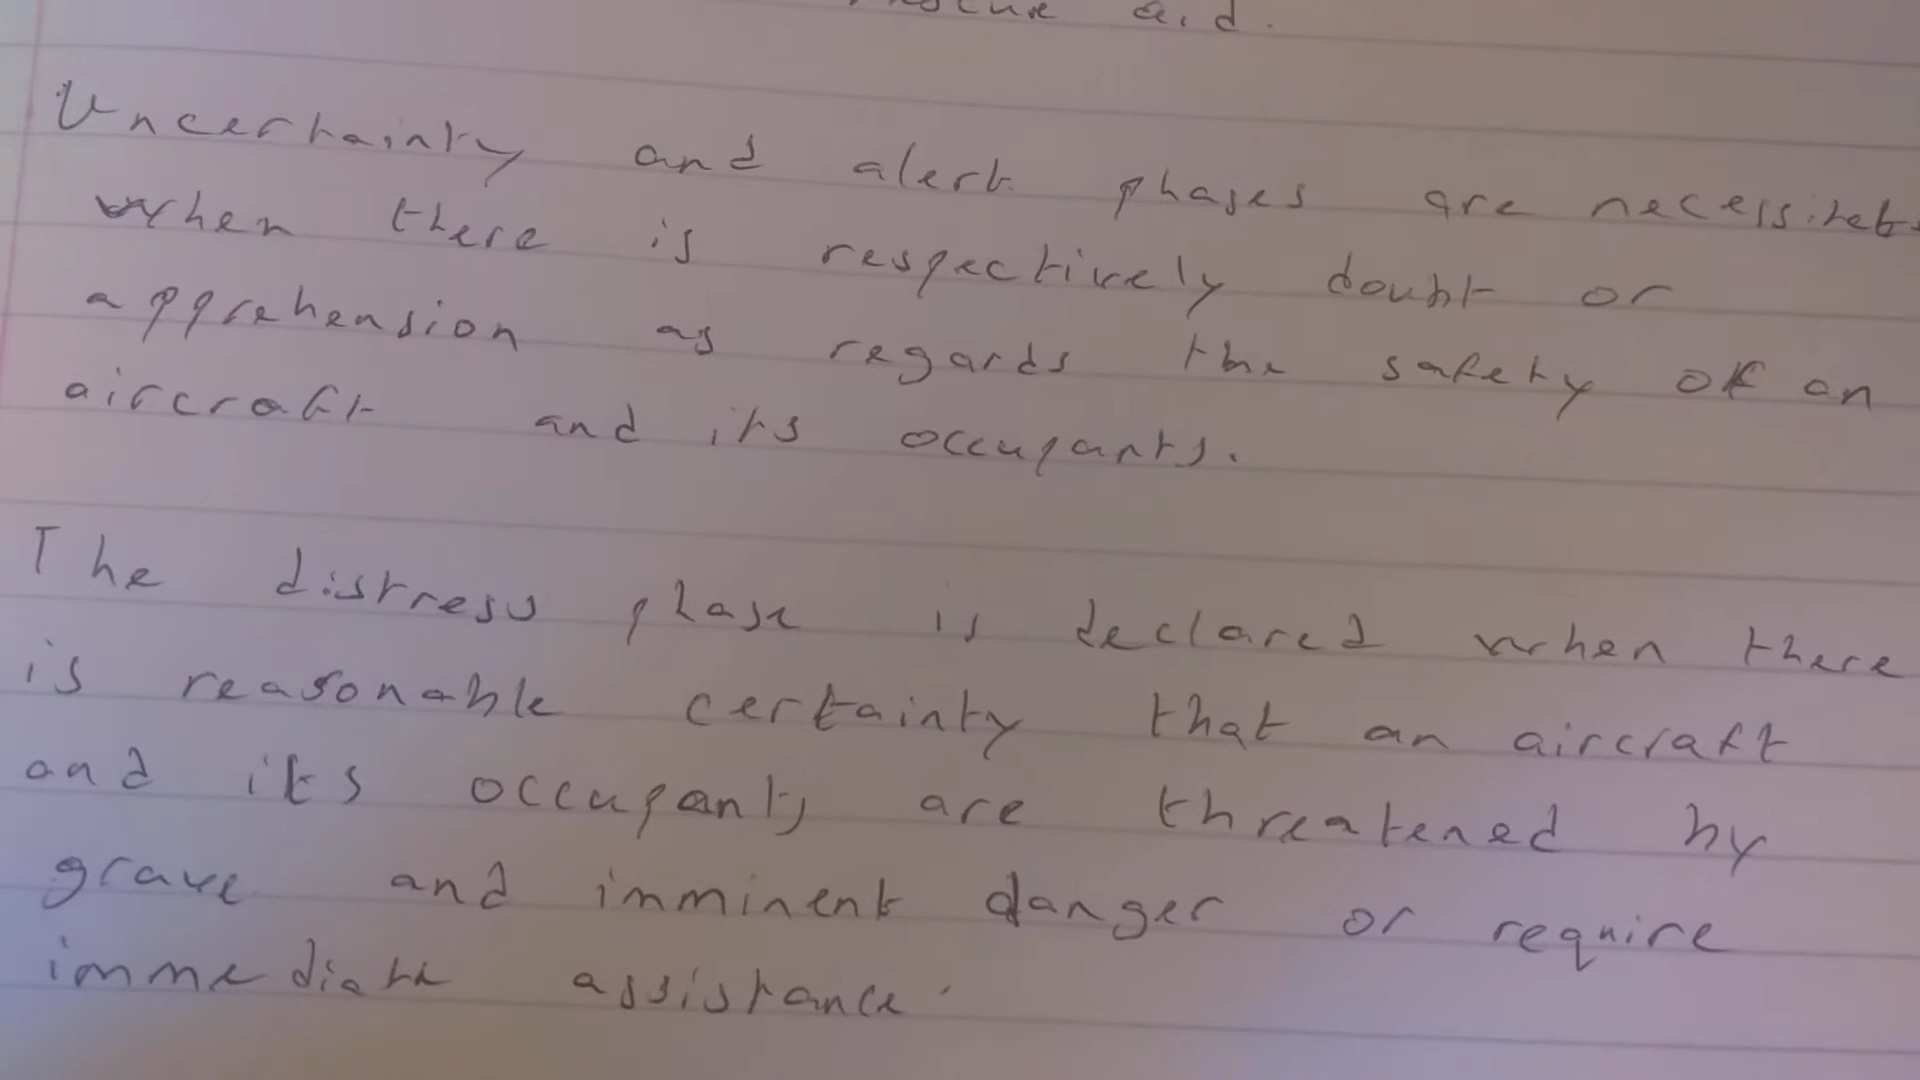 aid.
Uncertainty and alert phases are
when there is respectively doubt or
apprehension as regards the safety of an
aircraft and its occupants.
The distress phase is declared when there
is reasonable certainty that an aircraft
and its occupants are threatened by
grave and imminent danger or require
immediate assistance.